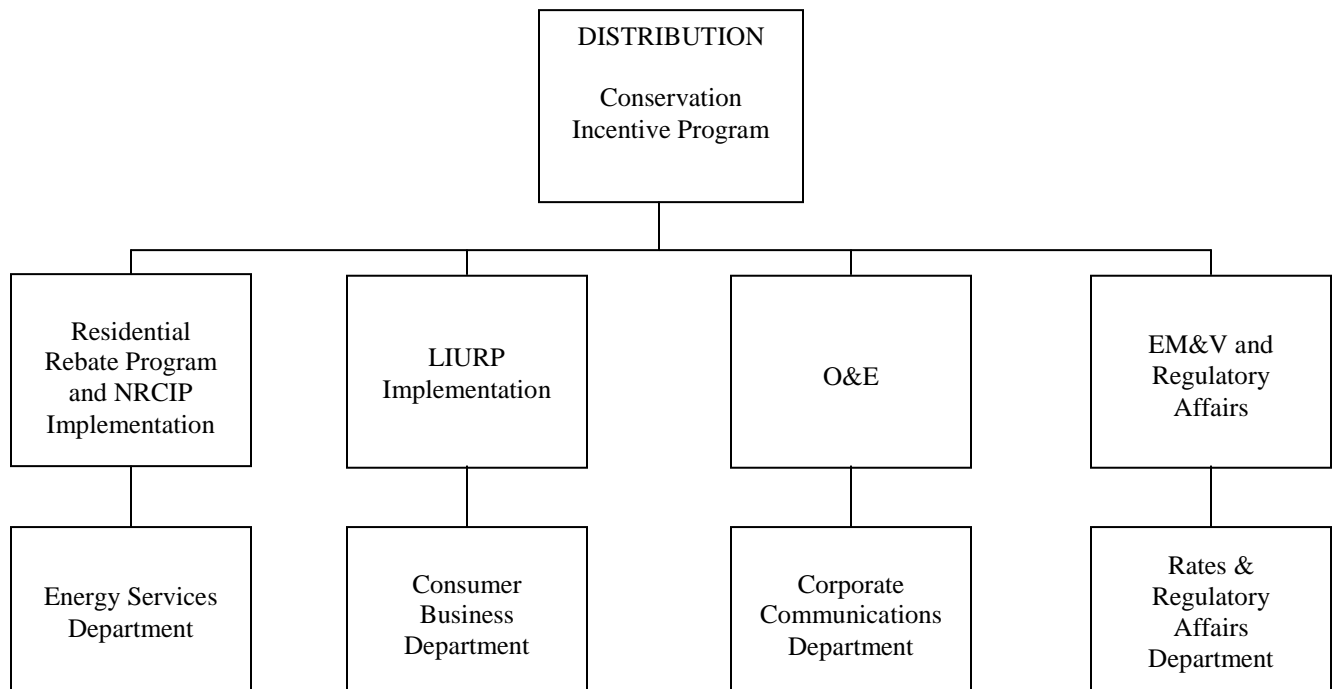 DISTRIBUTION
Conservation
Incentive Program
Residential
Rebate Program
and NRCIP
Implementation
LIURP
Implementation
O&E
EM&V and
Regulatory
Affairs
Energy Services
Department
Consumer
Business
Department
Corporate
Communications
Department
Rates &
Regulatory
Affairs
Department